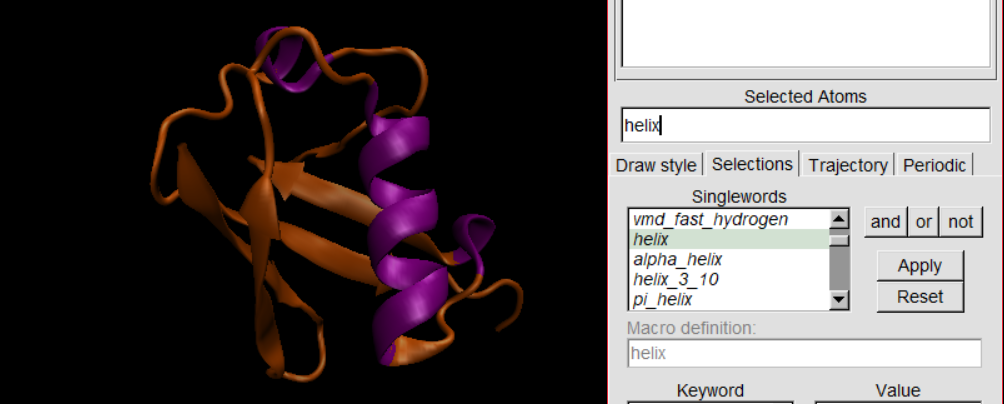 Selected Atoms
helix
Draw style Selections Trajectory Periodic
Singlewords
vmd_fast_hydrogen
helix
alpha_helix
helix_3_10
pi_helix
and or not
Apply
Reset
Macro definition:
helix
Keyword Value